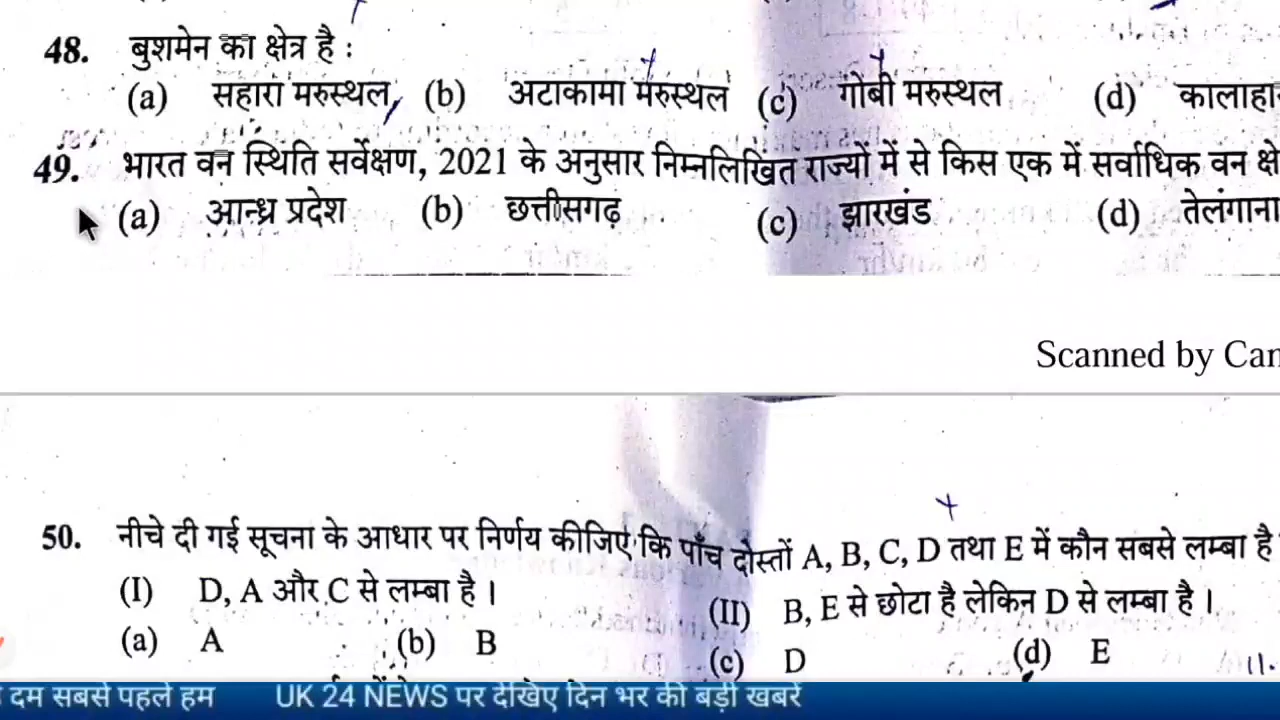 48. बुशमेन का क्षेत्र है :
(a) सहारा मरुस्थल (b) अटाकामा मरुस्थल (c) गोबी मरुस्थल (d) कालाहा
49. भारत वन स्थिति सर्वेक्षण, 2021 के अनुसार निम्नलिखित राज्यों में से किस एक में सर्वाधिक वन क्षे
(a) आन्ध्र प्रदेश (b) छत्तीसगढ़ (c) झारखंड (d) तेलंगाना
Scanned by Cam
50. नीचे दी गई सूचना के आधार पर निर्णय कीजिए कि पाँच दोस्तों A, B, C, D तथा E में कौन सबसे लम्बा है
(I) D, A और C से लम्बा है । (II) B, E से छोटा है लेकिन D से लम्बा है ।
(a) A (b) B (c) D (d) E
दम सबसे पहले हम UK 24 NEWS पर देखिए दिन भर की बड़ी खबरें